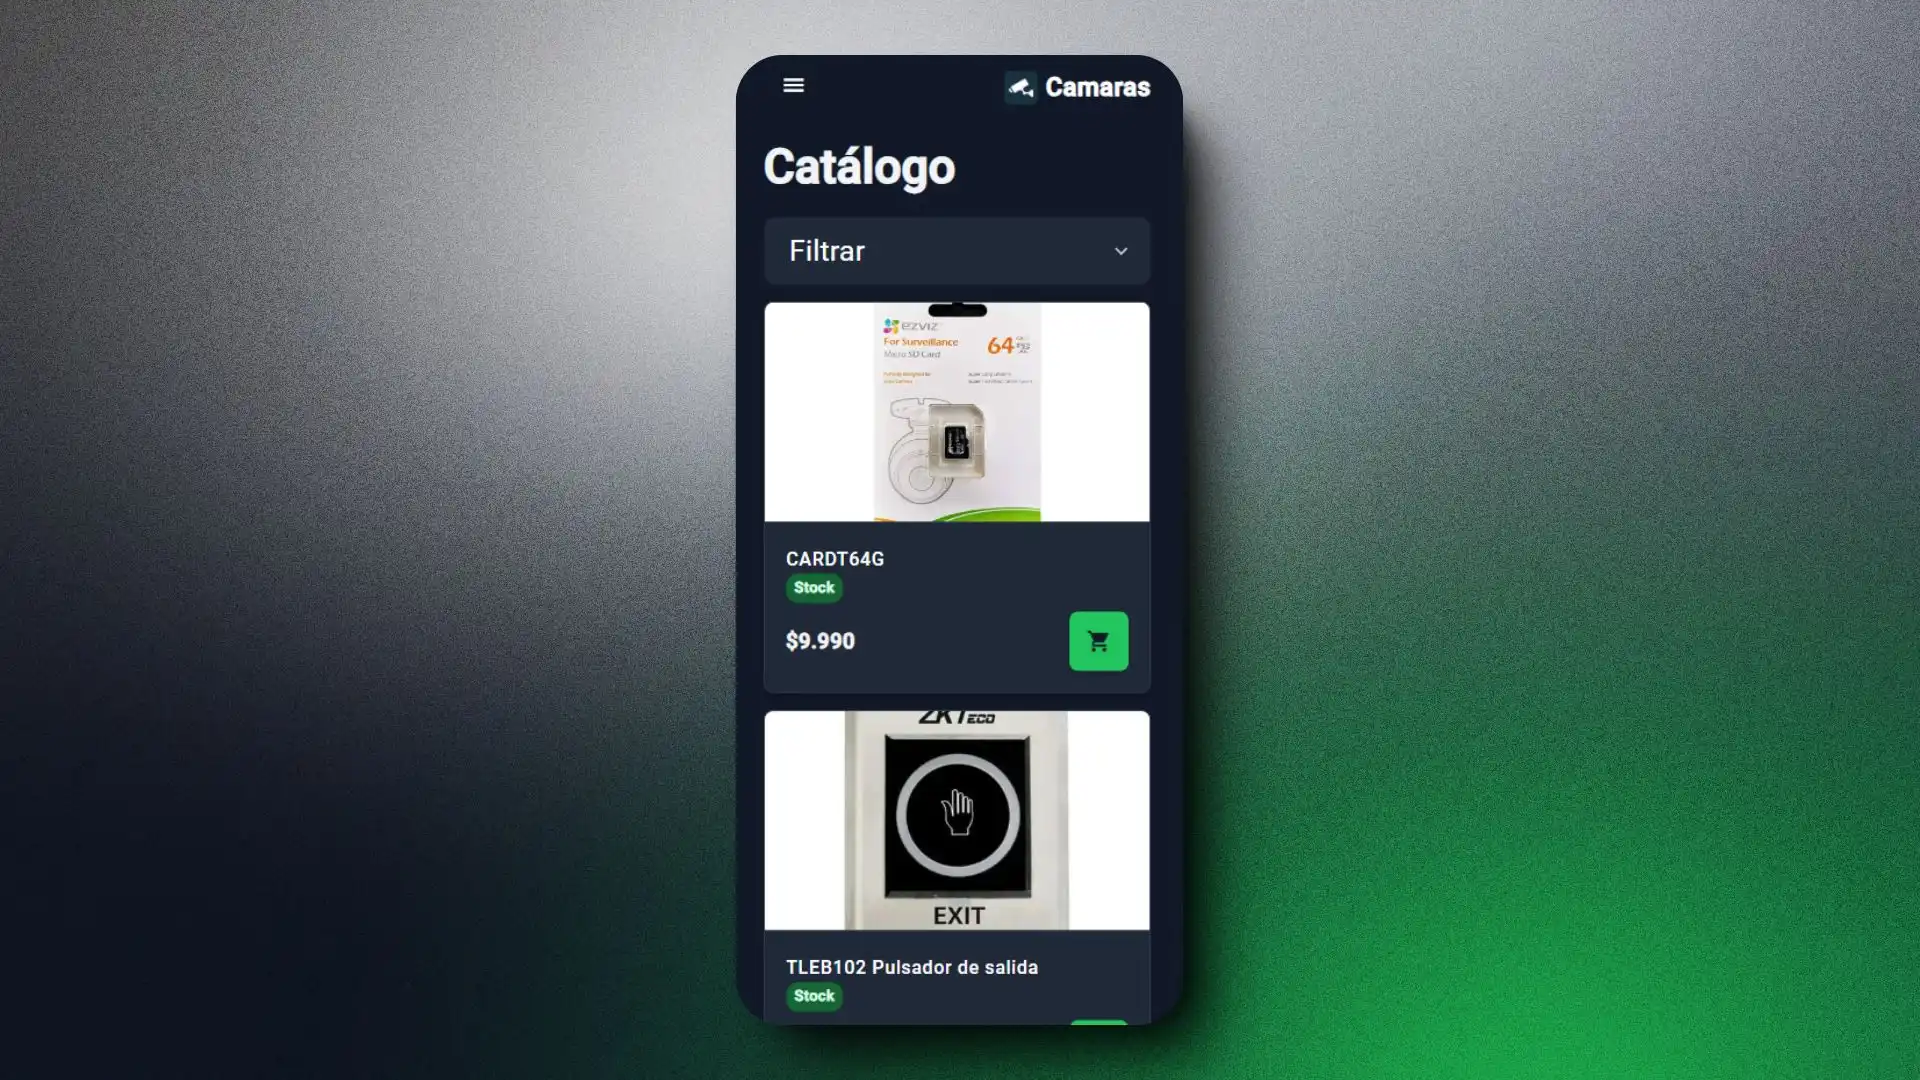 Camaras
Catálogo
Filtrar
ezviz
For Surveillance
Micro SD Card
64
CARDT64G
Stock
$9.990
ZKTECO
EXIT
TLEB102 Pulsador de salida
Stock